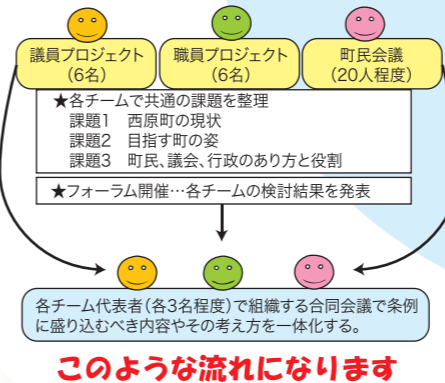 議員プロジェクト
（6名）
職員プロジェクト
（6名）
町民会議
（20人程度）
★各チームで共通の課題を整理
課題1　西原町の現状
課題2　目指す町の姿
課題3　町民、議会、行政のあり方と役割
★フォーラム開催…各チームの検討結果を発表
各チーム代表者（各3名程度）で組織する合同会議で条例
に盛り込むべき内容やその考え方を一体化する。
このような流れになります